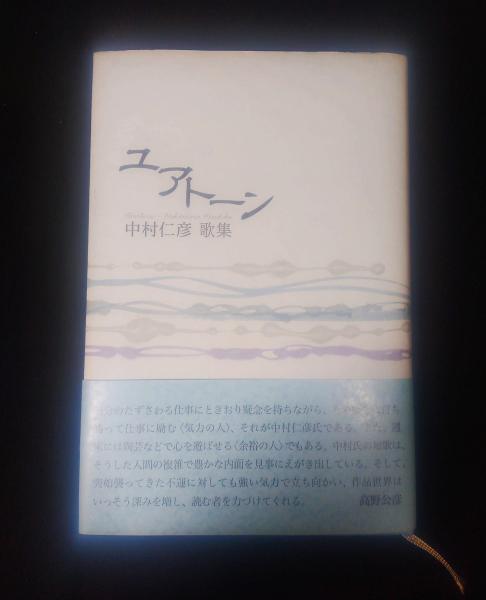 ユアトーン
中村仁彦 歌集
自分のたずさわる仕事にときおり疑念を持ちながら、
って仕事に励む〈気力の人〉、それが中村仁彦氏である。また、週
末には陶芸などで心を遊ばせる〈余裕の人〉でもある。中村氏の短歌は、
そうした人間の複雑で豊かな内面を見事にえがき出している。そして、
突如襲ってきた不運に対しても強い気力で立ち向かい、作品世界は
いっそう深みを増し、読む者を力づけてくれる。 高野公彦